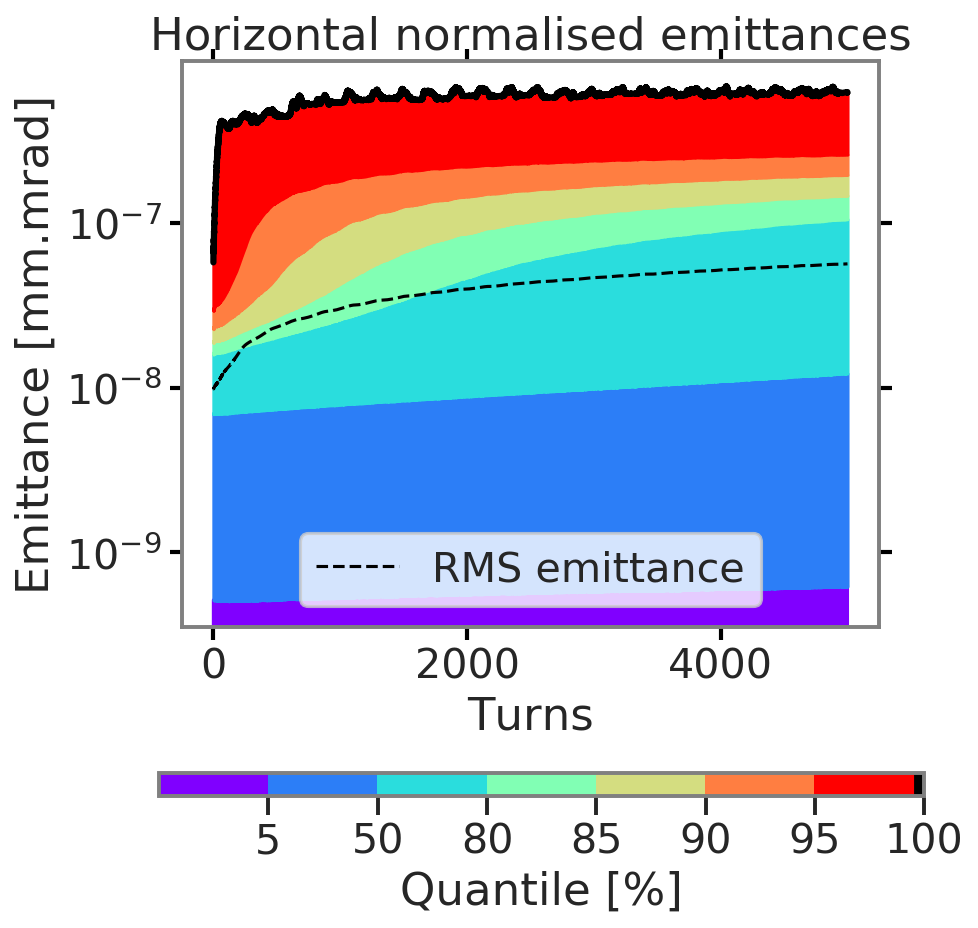 Horizontal normalised emittances
Emittance [mm.mrad]
10⁻⁷
10⁻⁸
10⁻⁹
RMS emittance
0 2000 4000
Turns
5 50 80 85 90 95 100
Quantile [%]